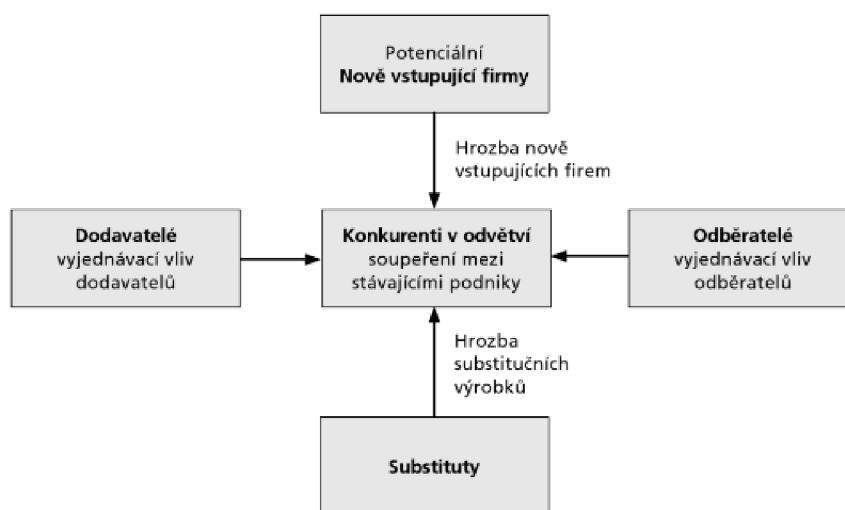 Potenciální
Nově vstupující firmy
Hrozba nově
vstupujících firem
Dodavatelé
vyjednávací vliv
dodavatelů
Konkurenti v odvětví
soupeření mezi
stávajícími podniky
Odběratelé
vyjednávací vliv
odběratelů
Hrozba
substitučních
výrobků
Substituty